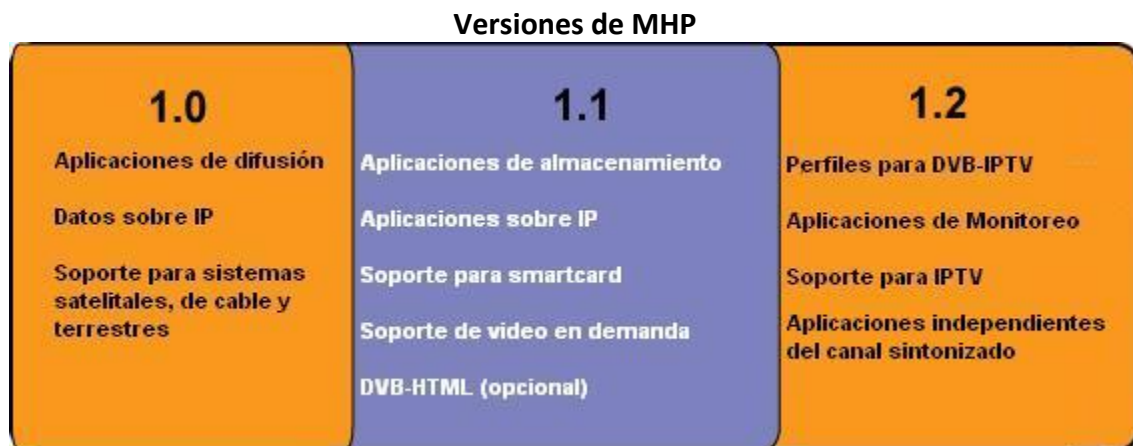 Versiones de MHP
1.0
Aplicaciones de difusión
Datos sobre IP
Soporte para sistemas
satelitales, de cable y
terrestres
1.1
Aplicaciones de almacenamiento
Aplicaciones sobre IP
Soporte para smartcard
Soporte de video en demanda
DVB-HTML (opcional)
1.2
Perfiles para DVB-IPTV
Aplicaciones de Monitoreo
Soporte para IPTV
Aplicaciones independientes
del canal sintonizado